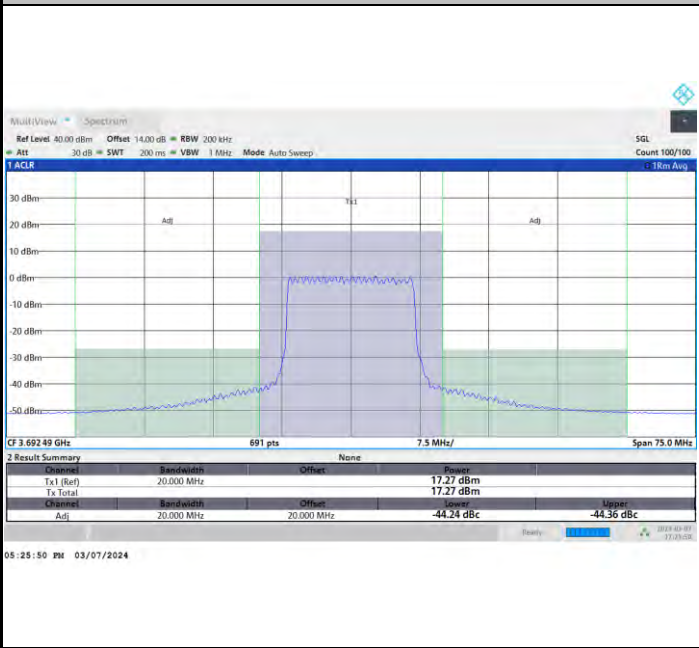 MultiView Spectrum
Ref Level 40.00 dBm Offset 14.00 dB RBW 200 kHz SGL
Att 30 dB SWT 200 ms VBW 1 MHz Mode Auto Sweep Count 100/100
1 ACLR 1Rm Avg
Tx1
Adj Adj
30 dBm
20 dBm
10 dBm
0 dBm
-10 dBm
-20 dBm
-30 dBm
-40 dBm
-50 dBm
CF 3.692 49 GHz 691 pts 7.5 MHz/ Span 75.0 MHz
2 Result Summary None
Channel Bandwidth Offset Power
Tx1 (Ref) 20.000 MHz 17.27 dBm
Tx Total 17.27 dBm
Channel Bandwidth Offset Lower Upper
Adj 20.000 MHz 20.000 MHz -44.24 dBc -44.36 dBc
Ready
05:25:50 PM 03/07/2024